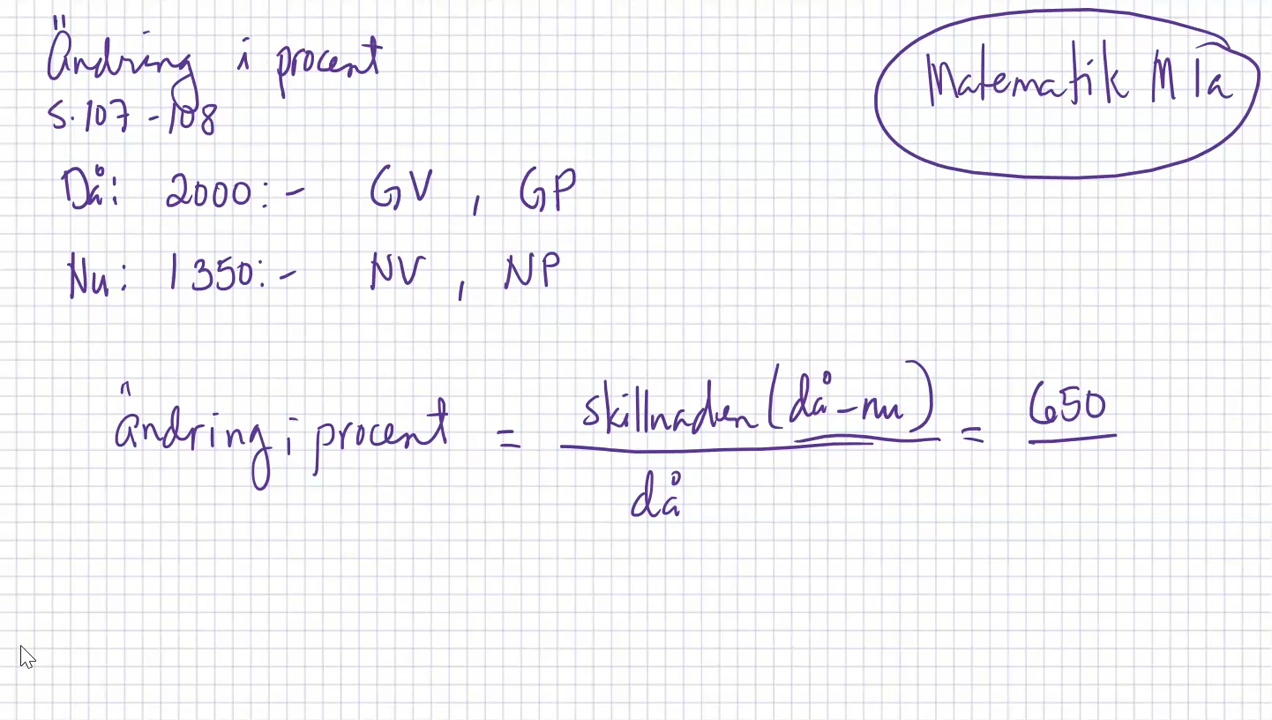 Ändring i procent
s. 107 - 108
Matematik M 1a
Då: 2000:- GV, GP
Nu: 1350:- NV, NP
Ändring i procent = skillnaden (då - nu) = 650
då